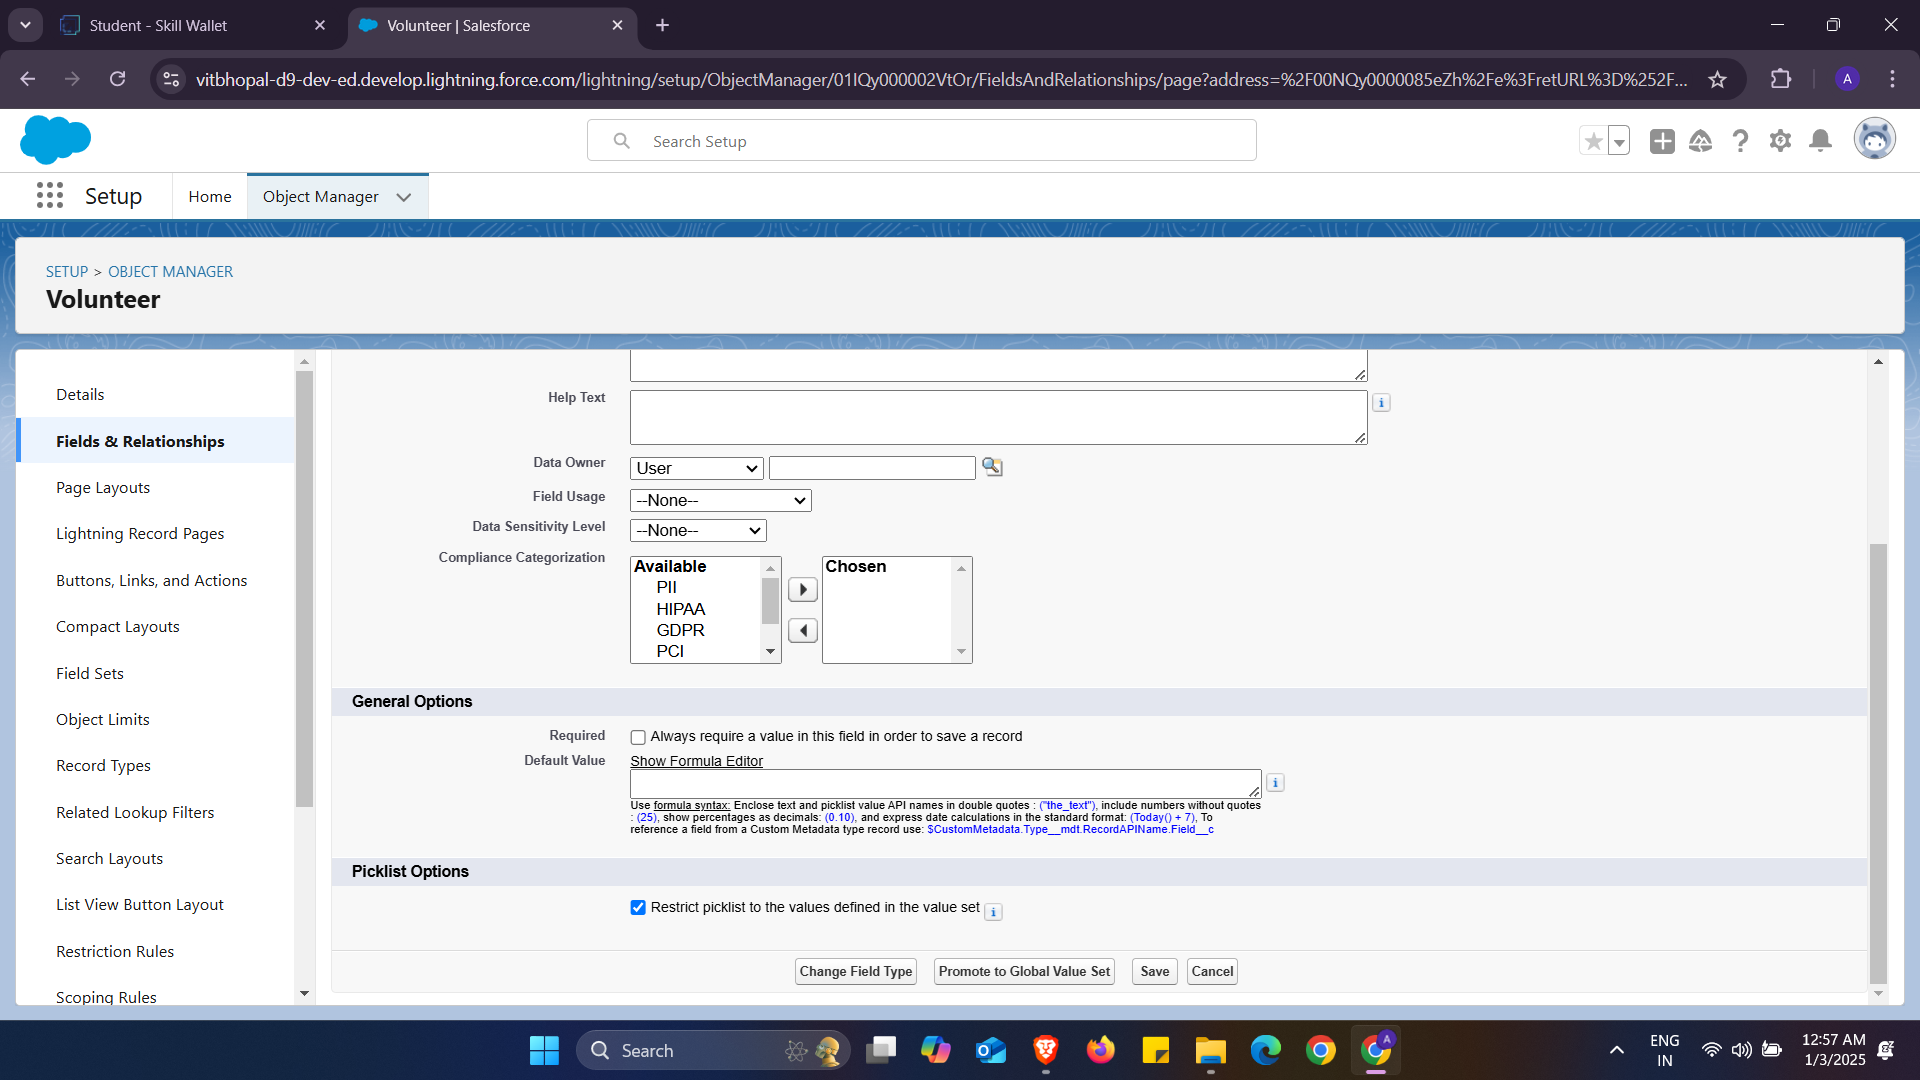 Student - Skill Wallet
Volunteer | Salesforce
vitbhopal-d9-dev-ed.develop.lightning.force.com/lightning/setup/ObjectManager/01IQy000002VtOr/FieldsAndRelationships/page?address=%2F00NQy0000085eZh%2Fe%3FretURL%3D%252F...
A
Search Setup
Setup
Home
Object Manager
SETUP > OBJECT MANAGER
Volunteer
Details
Fields & Relationships
Page Layouts
Lightning Record Pages
Buttons, Links, and Actions
Compact Layouts
Field Sets
Object Limits
Record Types
Related Lookup Filters
Search Layouts
List View Button Layout
Restriction Rules
Scoping Rules
Help Text
Data Owner
User
Field Usage
--None--
Data Sensitivity Level
--None--
Compliance Categorization
Available
PII
HIPAA
GDPR
PCI
Chosen
General Options
Required
Always require a value in this field in order to save a record
Default Value
Show Formula Editor
Use formula syntax: Enclose text and picklist value API names in double quotes : ("the_text"), include numbers without quotes
: (25), show percentages as decimals: (0.10), and express date calculations in the standard format: (Today() + 7), To
reference a field from a Custom Metadata type record use: $CustomMetadata.Type__mdt.RecordAPIName.Field__c
Picklist Options
Restrict picklist to the values defined in the value set
Change Field Type
Promote to Global Value Set
Save
Cancel
Search
A
ENG
IN
12:57 AM
1/3/2025